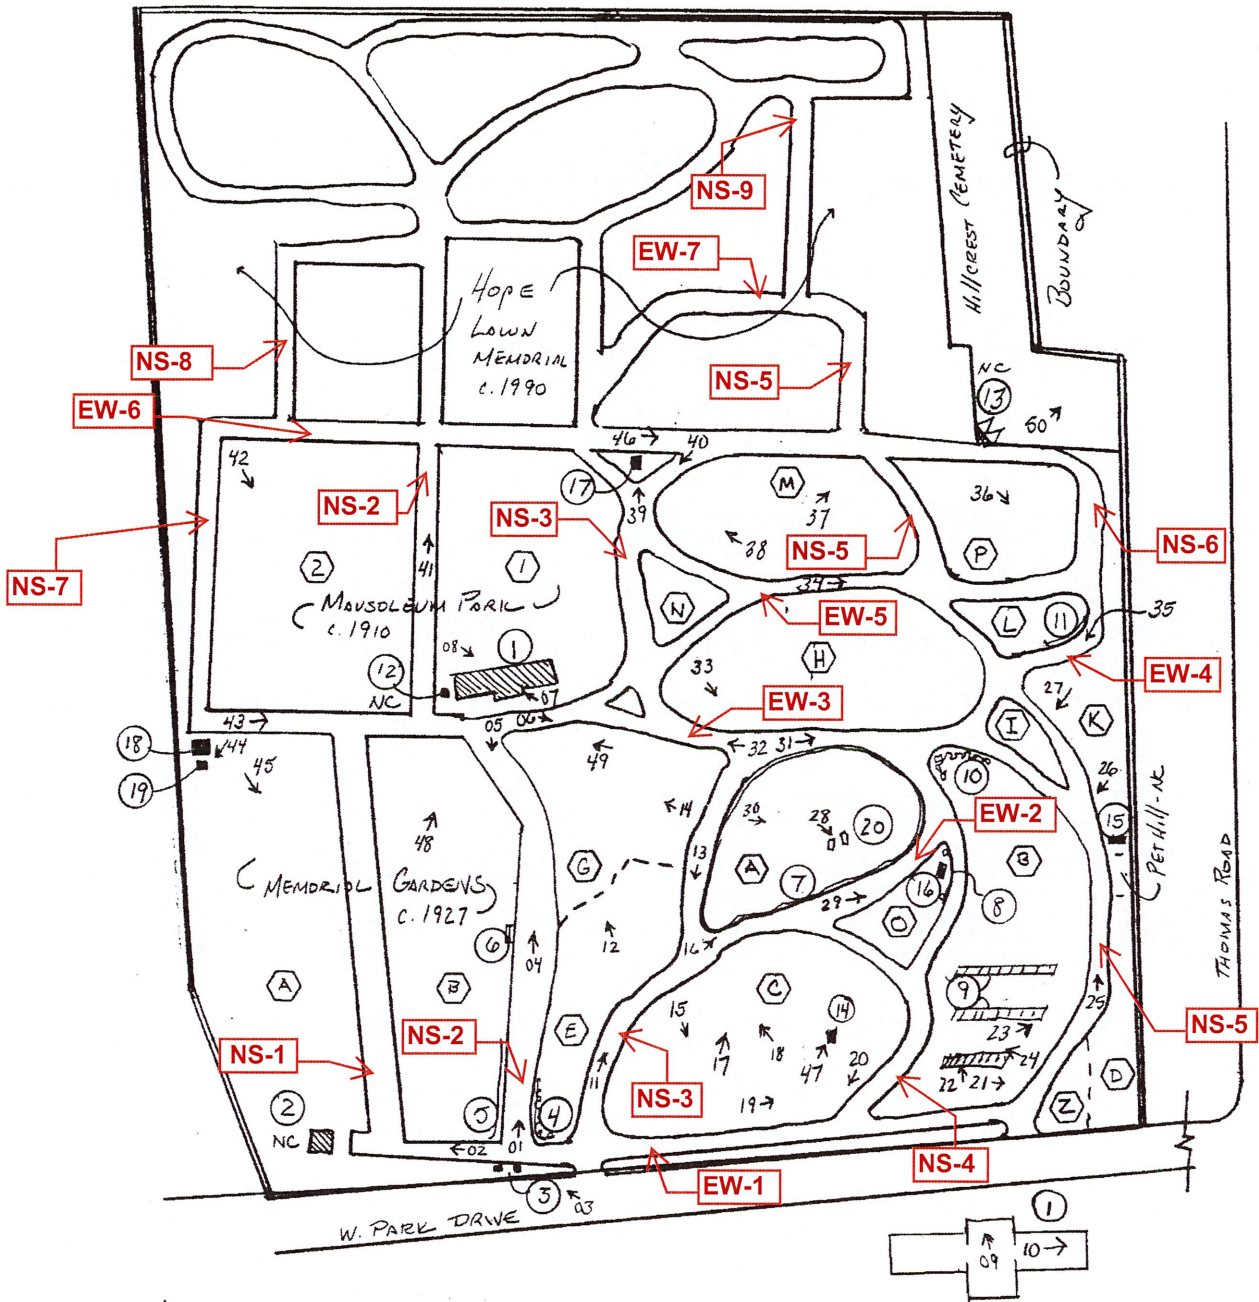 NS-9
HILLCREST CEMETERY
BOUNDARY
EW-7
HOPE
LAWN
MEMORIAL
c. 1990
NS-8
NS-5
NC
13
50
EW-6
46
40
42
17
M
36
NS-2
39
37
NS-3
38
NS-5
P
NS-6
NS-7
2
41
1
34
MAUSOLEUM PARK
c. 1910
N
EW-5
L
11
35
08
1
H
EW-4
12
NC
07
33
27
43
05
06
EW-3
I
K
18
44
49
32
31
19
45
10
26
14
30
28
20
EW-2
15
PET HILL-NC
48
G
13
A
B
MEMORIAL GARDENS
c. 1927
7
16
8
29
O
6
12
16
THOMAS ROAD
04
A
B
C
9
25
15
14
23
NS-5
NS-2
E
NS-1
17
18
47
20
24
11
22
21
D
NS-3
19
Z
2
5
4
NC
02
01
NS-4
EW-1
3
03
W. PARK DRIVE
1
09
10